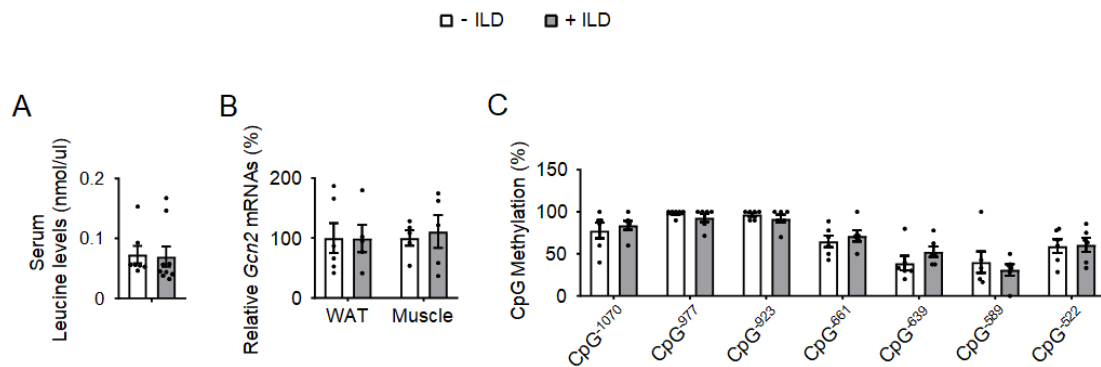 - ILD + ILD
A
Serum
Leucine levels (nmol/ul)
0.2
0.1
0
B
Relative Gcn2 mRNAs (%)
200
100
0
WAT Muscle
C
CpG Methylation (%)
150
100
50
0
CpG-1070 CpG-977 CpG-923 CpG-661 CpG-639 CpG-589 CpG-522